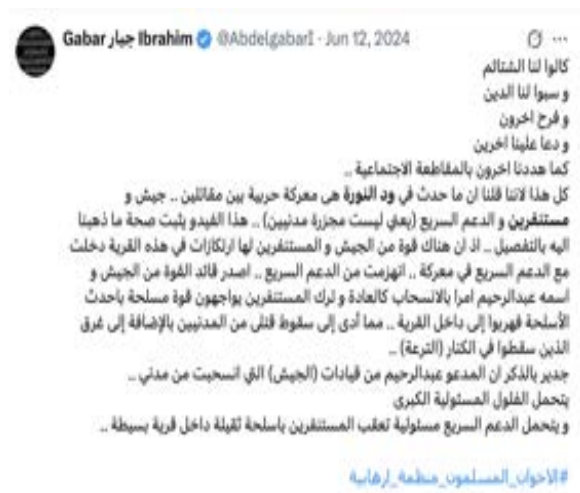 Gabar جبار Ibrahim @AbdelgabarI · Jun 12, 2024
كالوا لنا الشتائم
و سبوا لنا الدين
و فرح اخرون
و دعا علينا اخرين
كما هددنا اخرون بالمقاطعة الاجتماعية ..
كل هذا لاننا قلنا ان ما حدث في ود النورة هي معركة حربية بين مقاتلين .. جيش و
مستنفرين و الدعم السريع (يعني ليست مجزرة مدنيين) .. هذا الفيدو يثبت صحة ما ذهبنا
اليه بالتفصيل .. اذ ان هناك قوة من الجيش و المستنفرين لها ارتكازات في هذه القرية دخلت
مع الدعم السريع في معركة .. انهزمت من الدعم السريع .. اصدر قائد القوة من الجيش و
اسمه عبدالرحيم امرا بالانسحاب كالعادة و ترك المستنفرين يواجهون قوة مسلحة باحدث
الأسلحة فهربوا إلى داخل القرية .. مما أدى إلى سقوط قتلى من المدنيين بالإضافة إلى غرق
الذين سقطوا في الكنار (الترعة) ..
جدير بالذكر ان المدعو عبدالرحيم من قيادات (الجيش) التي انسحبت من مدني ..
يتحمل الفلول المسئولية الكبرى
و يتحمل الدعم السريع مسئولية تعقب المستنفرين باسلحة ثقيلة داخل قرية بسيطة ..
#الاخوان_المسلمون_منظمة_ارهابية